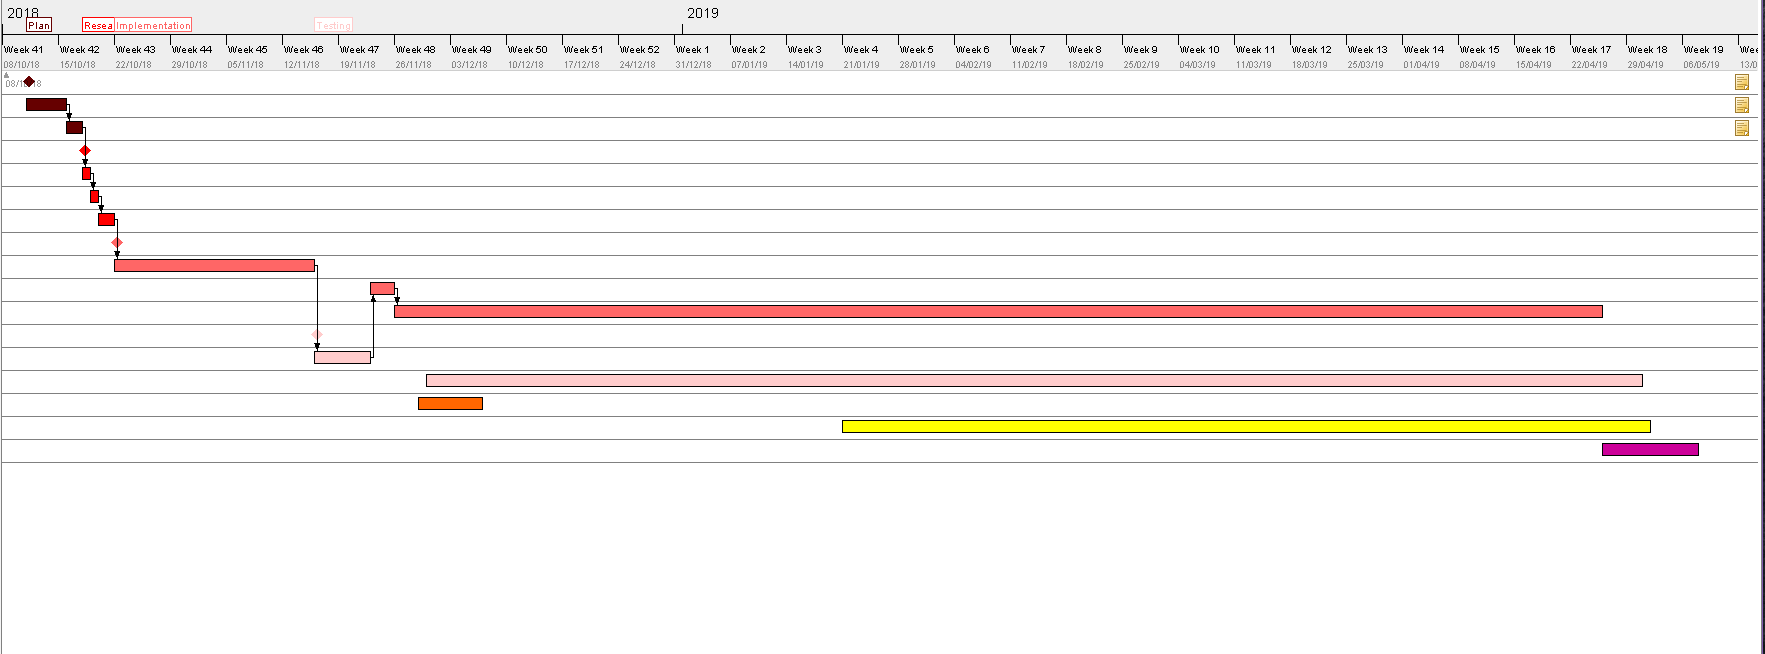 2018 2019
Plan Resea Implementation Testing
Week 41 Week 42 Week 43 Week 44 Week 45 Week 46 Week 47 Week 48 Week 49 Week 50 Week 51 Week 52 Week 1 Week 2 Week 3 Week 4 Week 5 Week 6 Week 7 Week 8 Week 9 Week 10 Week 11 Week 12 Week 13 Week 14 Week 15 Week 16 Week 17 Week 18 Week 19 Wee
08/10/18 15/10/18 22/10/18 29/10/18 05/11/18 12/11/18 19/11/18 26/11/18 03/12/18 10/12/18 17/12/18 24/12/18 31/12/18 07/01/19 14/01/19 21/01/19 28/01/19 04/02/19 11/02/19 18/02/19 25/02/19 04/03/19 11/03/19 18/03/19 25/03/19 01/04/19 08/04/19 15/04/19 22/04/19 29/04/19 06/05/19 13/0
08/10/18